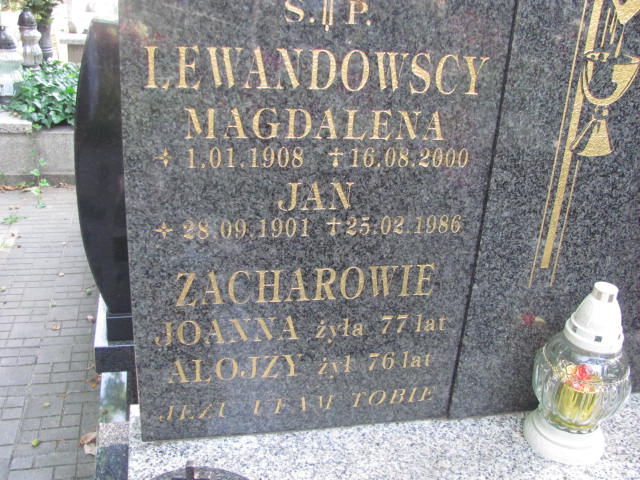 Ś. P.
LEWANDOWSCY
MAGDALENA
1.01.1908 16.08.2000
JAN
28.09.1901 25.02.1986
ZACHAROWIE
JOANNA żyła 77 lat
ALOJZY żył 76 lat
JEZU UFAM TOBIE